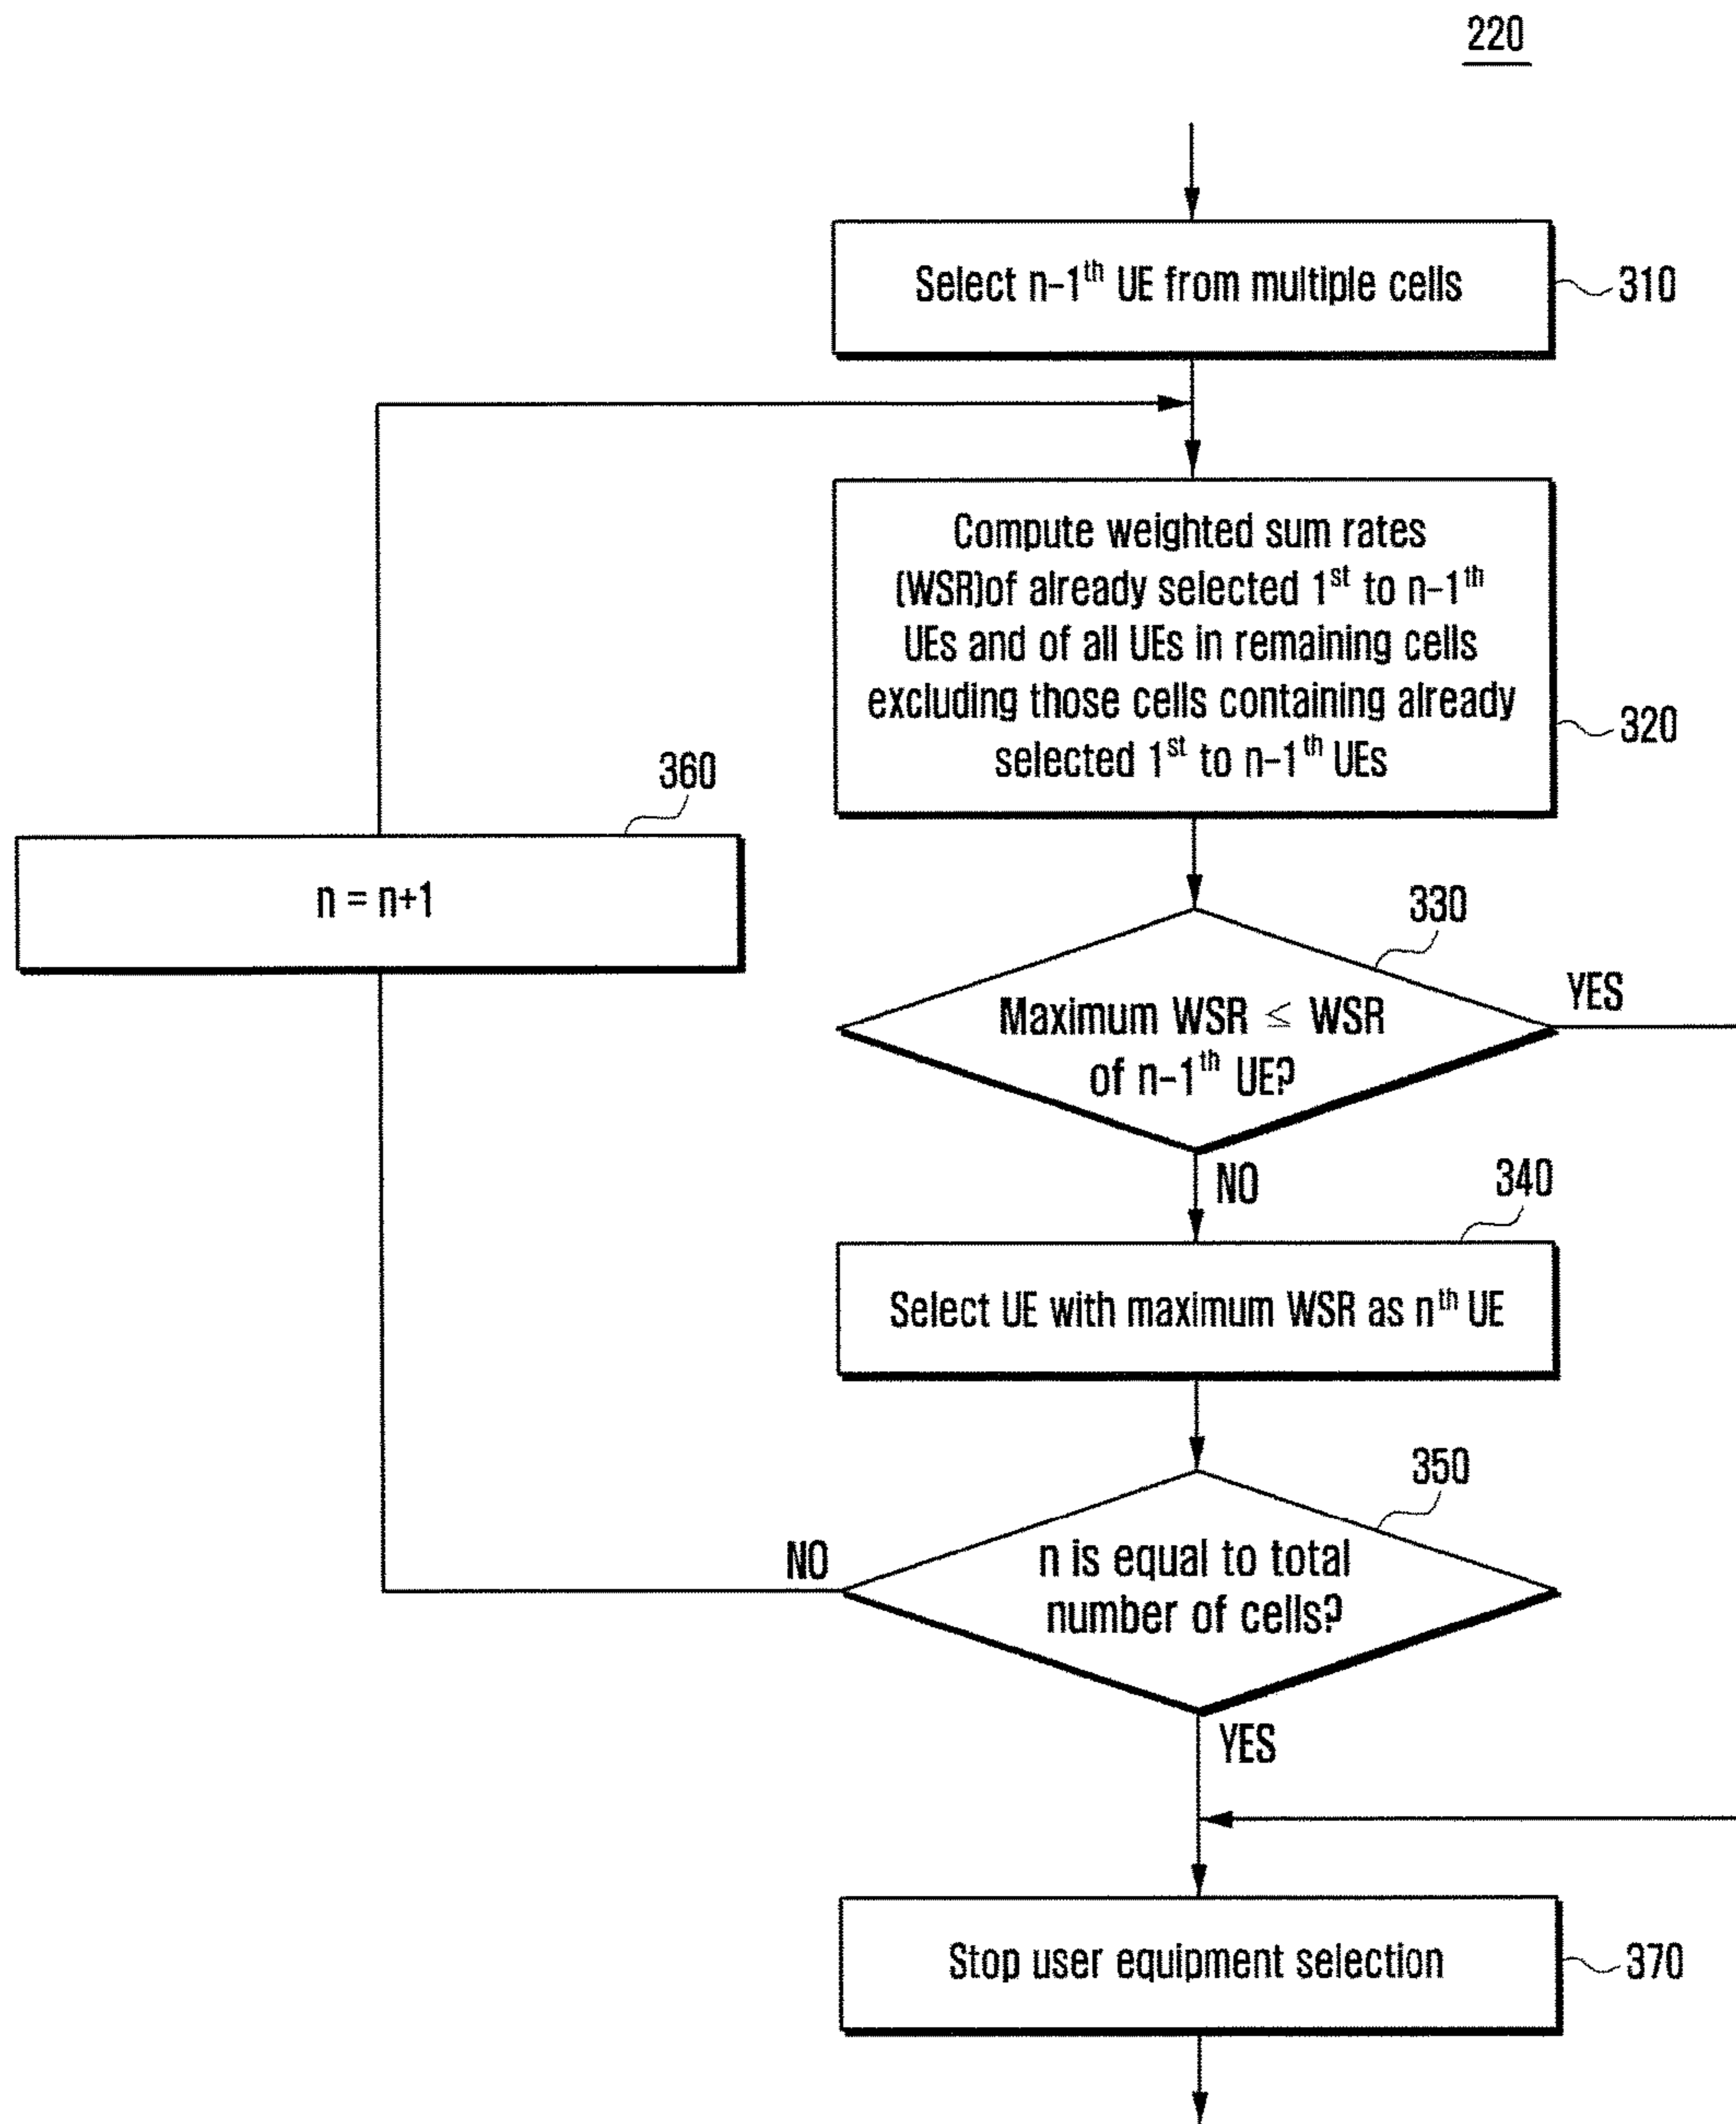 220
Select n-1th UE from multiple cells
310
Compute weighted sum rates
(WSR)of already selected 1st to n-1th
UEs and of all UEs in remaining cells
excluding those cells containing already
selected 1st to n-1th UEs
320
360
n = n+1
330
Maximum WSR ≤ WSR
of n-1th UE?
YES
NO
340
Select UE with maximum WSR as nth UE
350
n is equal to total
number of cells?
NO
YES
Stop user equipment selection
370